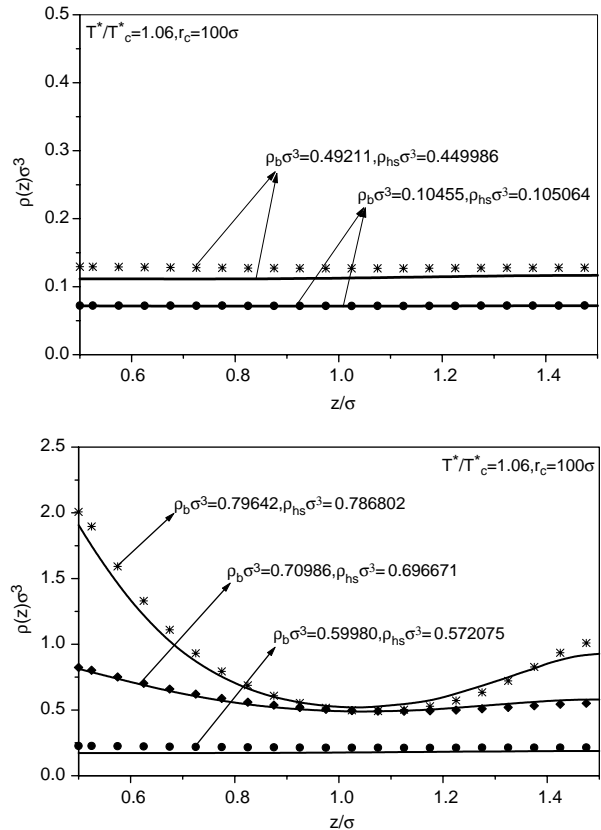 0.5
T*/T*c=1.06,rc=100σ
0.4
0.3
ρbσ³=0.49211,ρhsσ³=0.449986
ρbσ³=0.10455,ρhsσ³=0.105064
0.2
0.1
0.0
ρ(z)σ³
0.6 0.8 1.0 1.2 1.4
z/σ
2.5
T*/T*c=1.06,rc=100σ
2.0
ρbσ³=0.79642,ρhsσ³=0.786802
1.5
ρbσ³=0.70986,ρhsσ³=0.696671
1.0
ρbσ³=0.59980,ρhsσ³=0.572075
0.5
0.0
ρ(z)σ³
0.6 0.8 1.0 1.2 1.4
z/σ